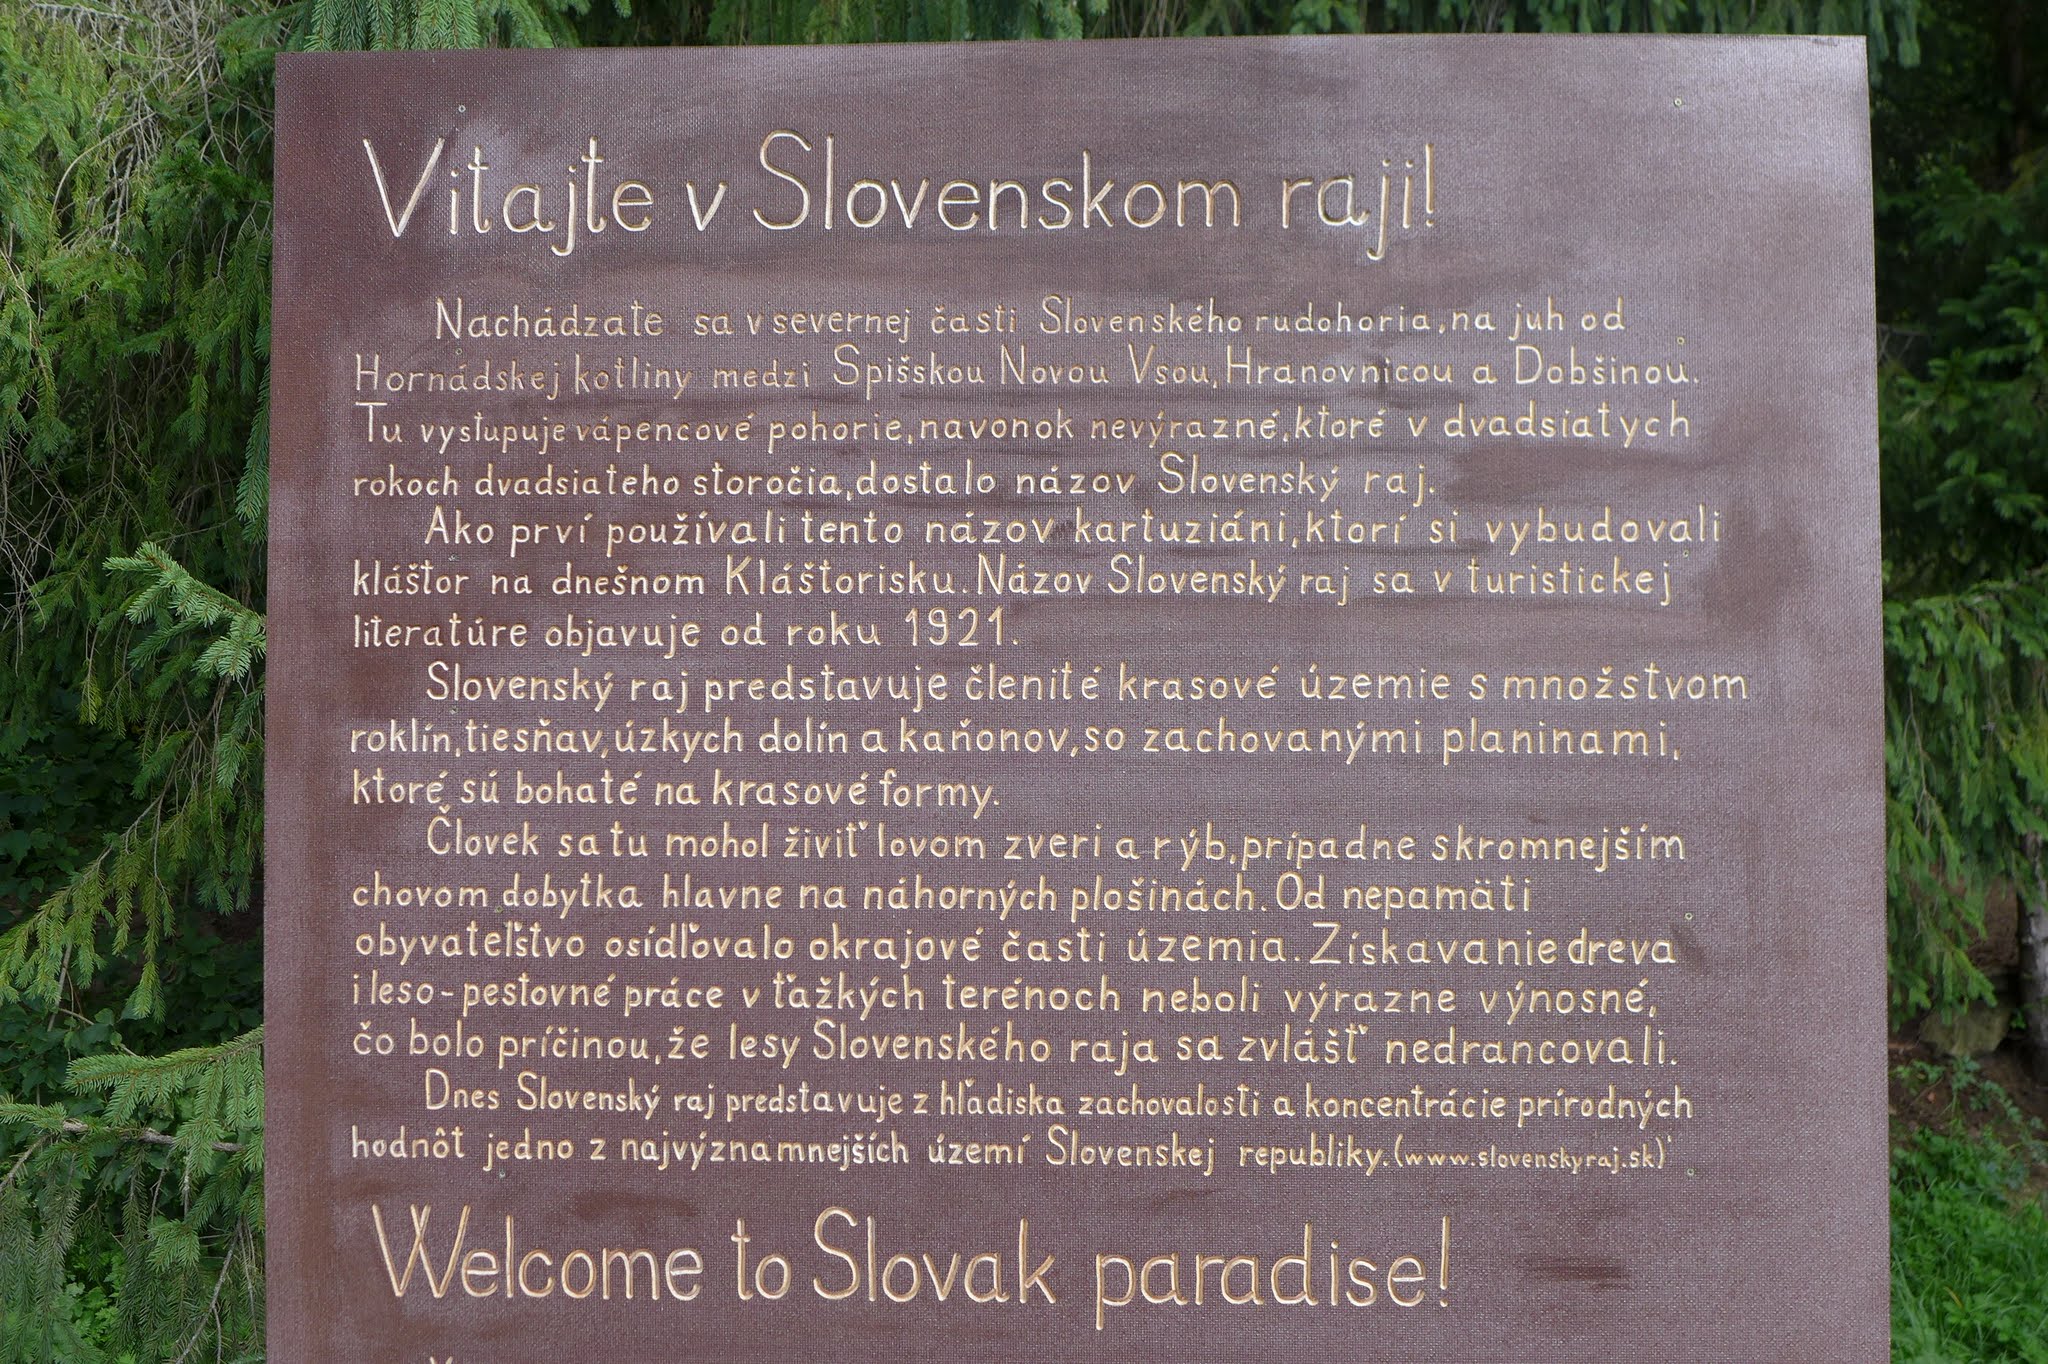 Vitajte v Slovenskom raji!
Nachádzate sa v severnej časti Slovenského rudohoria, na juh od
Hornádskej kotliny medzi Spišskou Novou Vsou, Hranovnicou a Dobšinou.
Tu vystupuje vápencové pohorie, navonok nevýrazné, ktoré v dvadsiatych
rokoch dvadsiateho storočia, dostalo názov Slovenský raj.
Ako prví používali tento názov kartuziáni, ktorí si vybudovali
kláštor na dnešnom Kláštorisku. Názov Slovenský raj sa v turistickej
literatúre objavuje od roku 1921.
Slovenský raj predstavuje členité krasové územie s množstvom
roklín, tiesňav, úzkych dolín a kaňonov, so zachovanými planinami,
ktoré sú bohaté na krasové formy.
Človek sa tu mohol živiť lovom zveri a rýb, prípadne skromnejším
chovom dobytka hlavne na náhorných plošinách. Od nepamäti
obyvateľstvo osídľovalo okrajové časti územia. Získavanie dreva
i leso-pestovné práce v ťažkých terénoch neboli výrazne výnosné,
čo bolo príčinou, že lesy Slovenského raja sa zvlášť nedrancovali.
Dnes Slovenský raj predstavuje z hľadiska zachovalosti a koncentrácie prírodných
hodnôt jedno z najvýznamnejších území Slovenskej republiky. (www.slovenskyraj.sk)
Welcome to Slovak paradise!